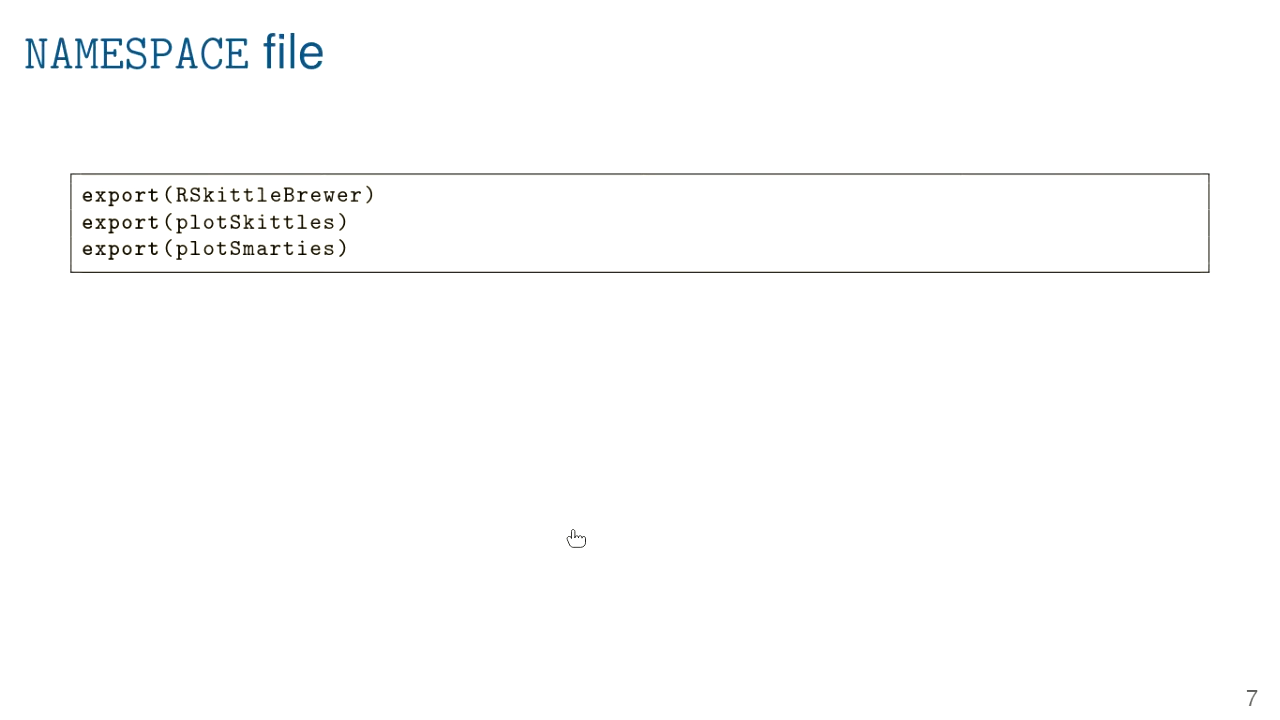 NAMESPACE file
export(RSkittleBrewer)
export(plotSkittles)
export(plotSmarties)
7